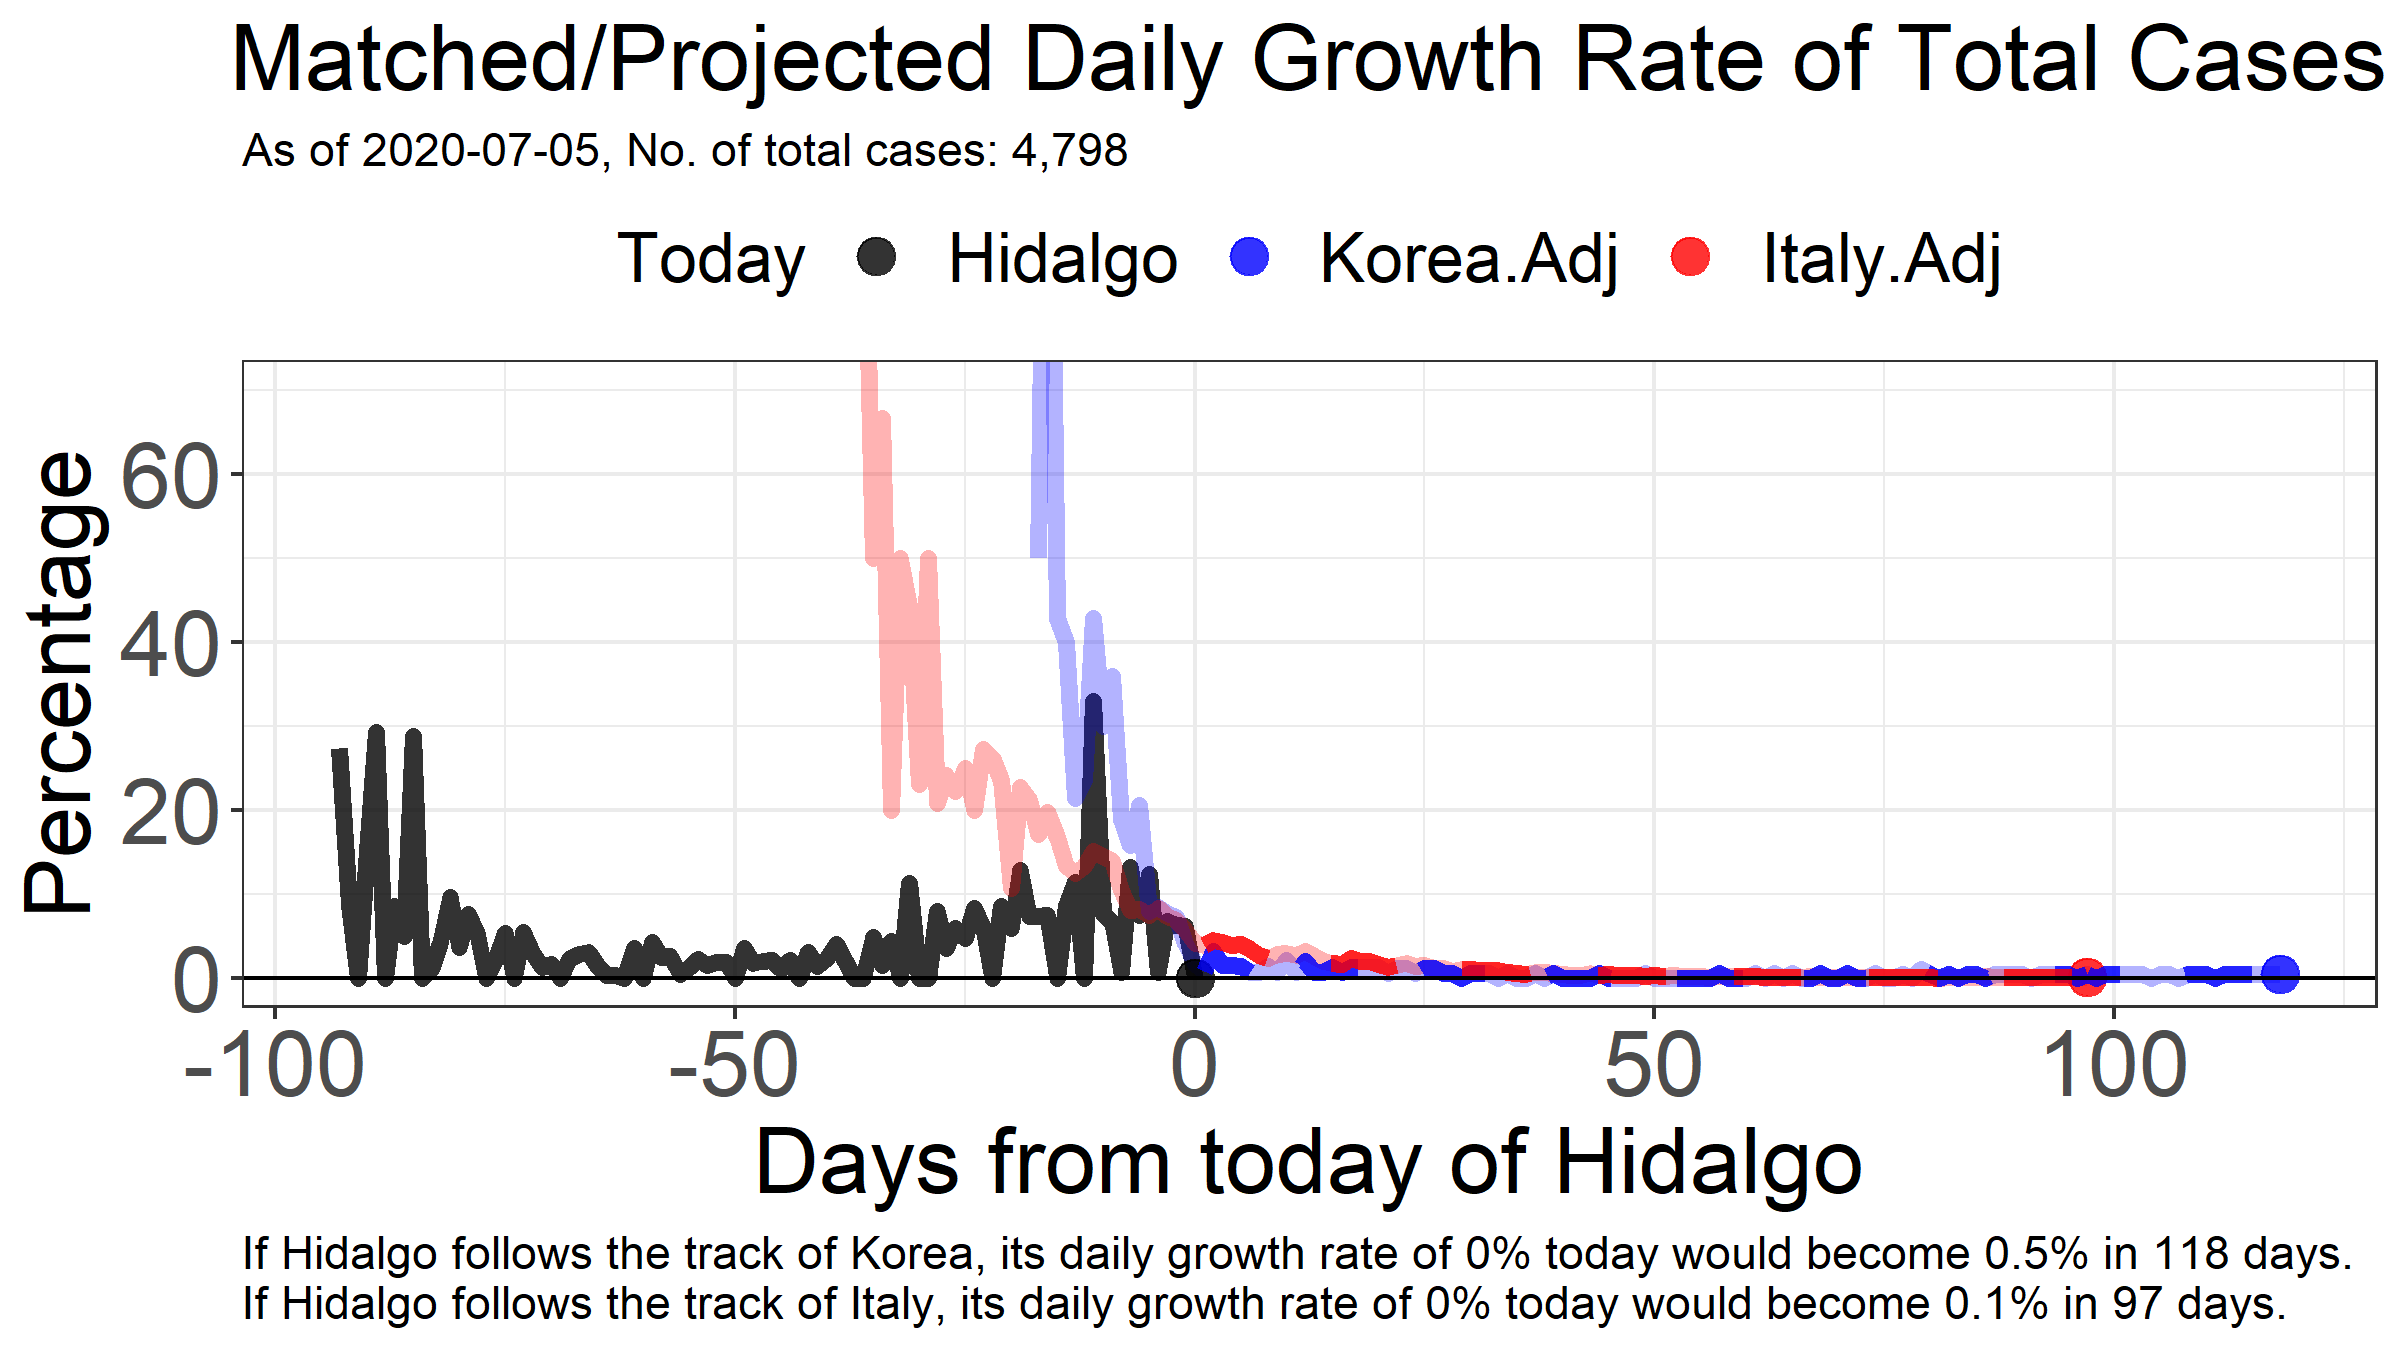 Matched/Projected Daily Growth Rate of Total Cases
As of 2020-07-05, No. of total cases: 4,798
Today Hidalgo Korea.Adj Italy.Adj
Percentage
60
40
20
0
-100 -50 0 50 100
Days from today of Hidalgo
If Hidalgo follows the track of Korea, its daily growth rate of 0% today would become 0.5% in 118 days.
If Hidalgo follows the track of Italy, its daily growth rate of 0% today would become 0.1% in 97 days.